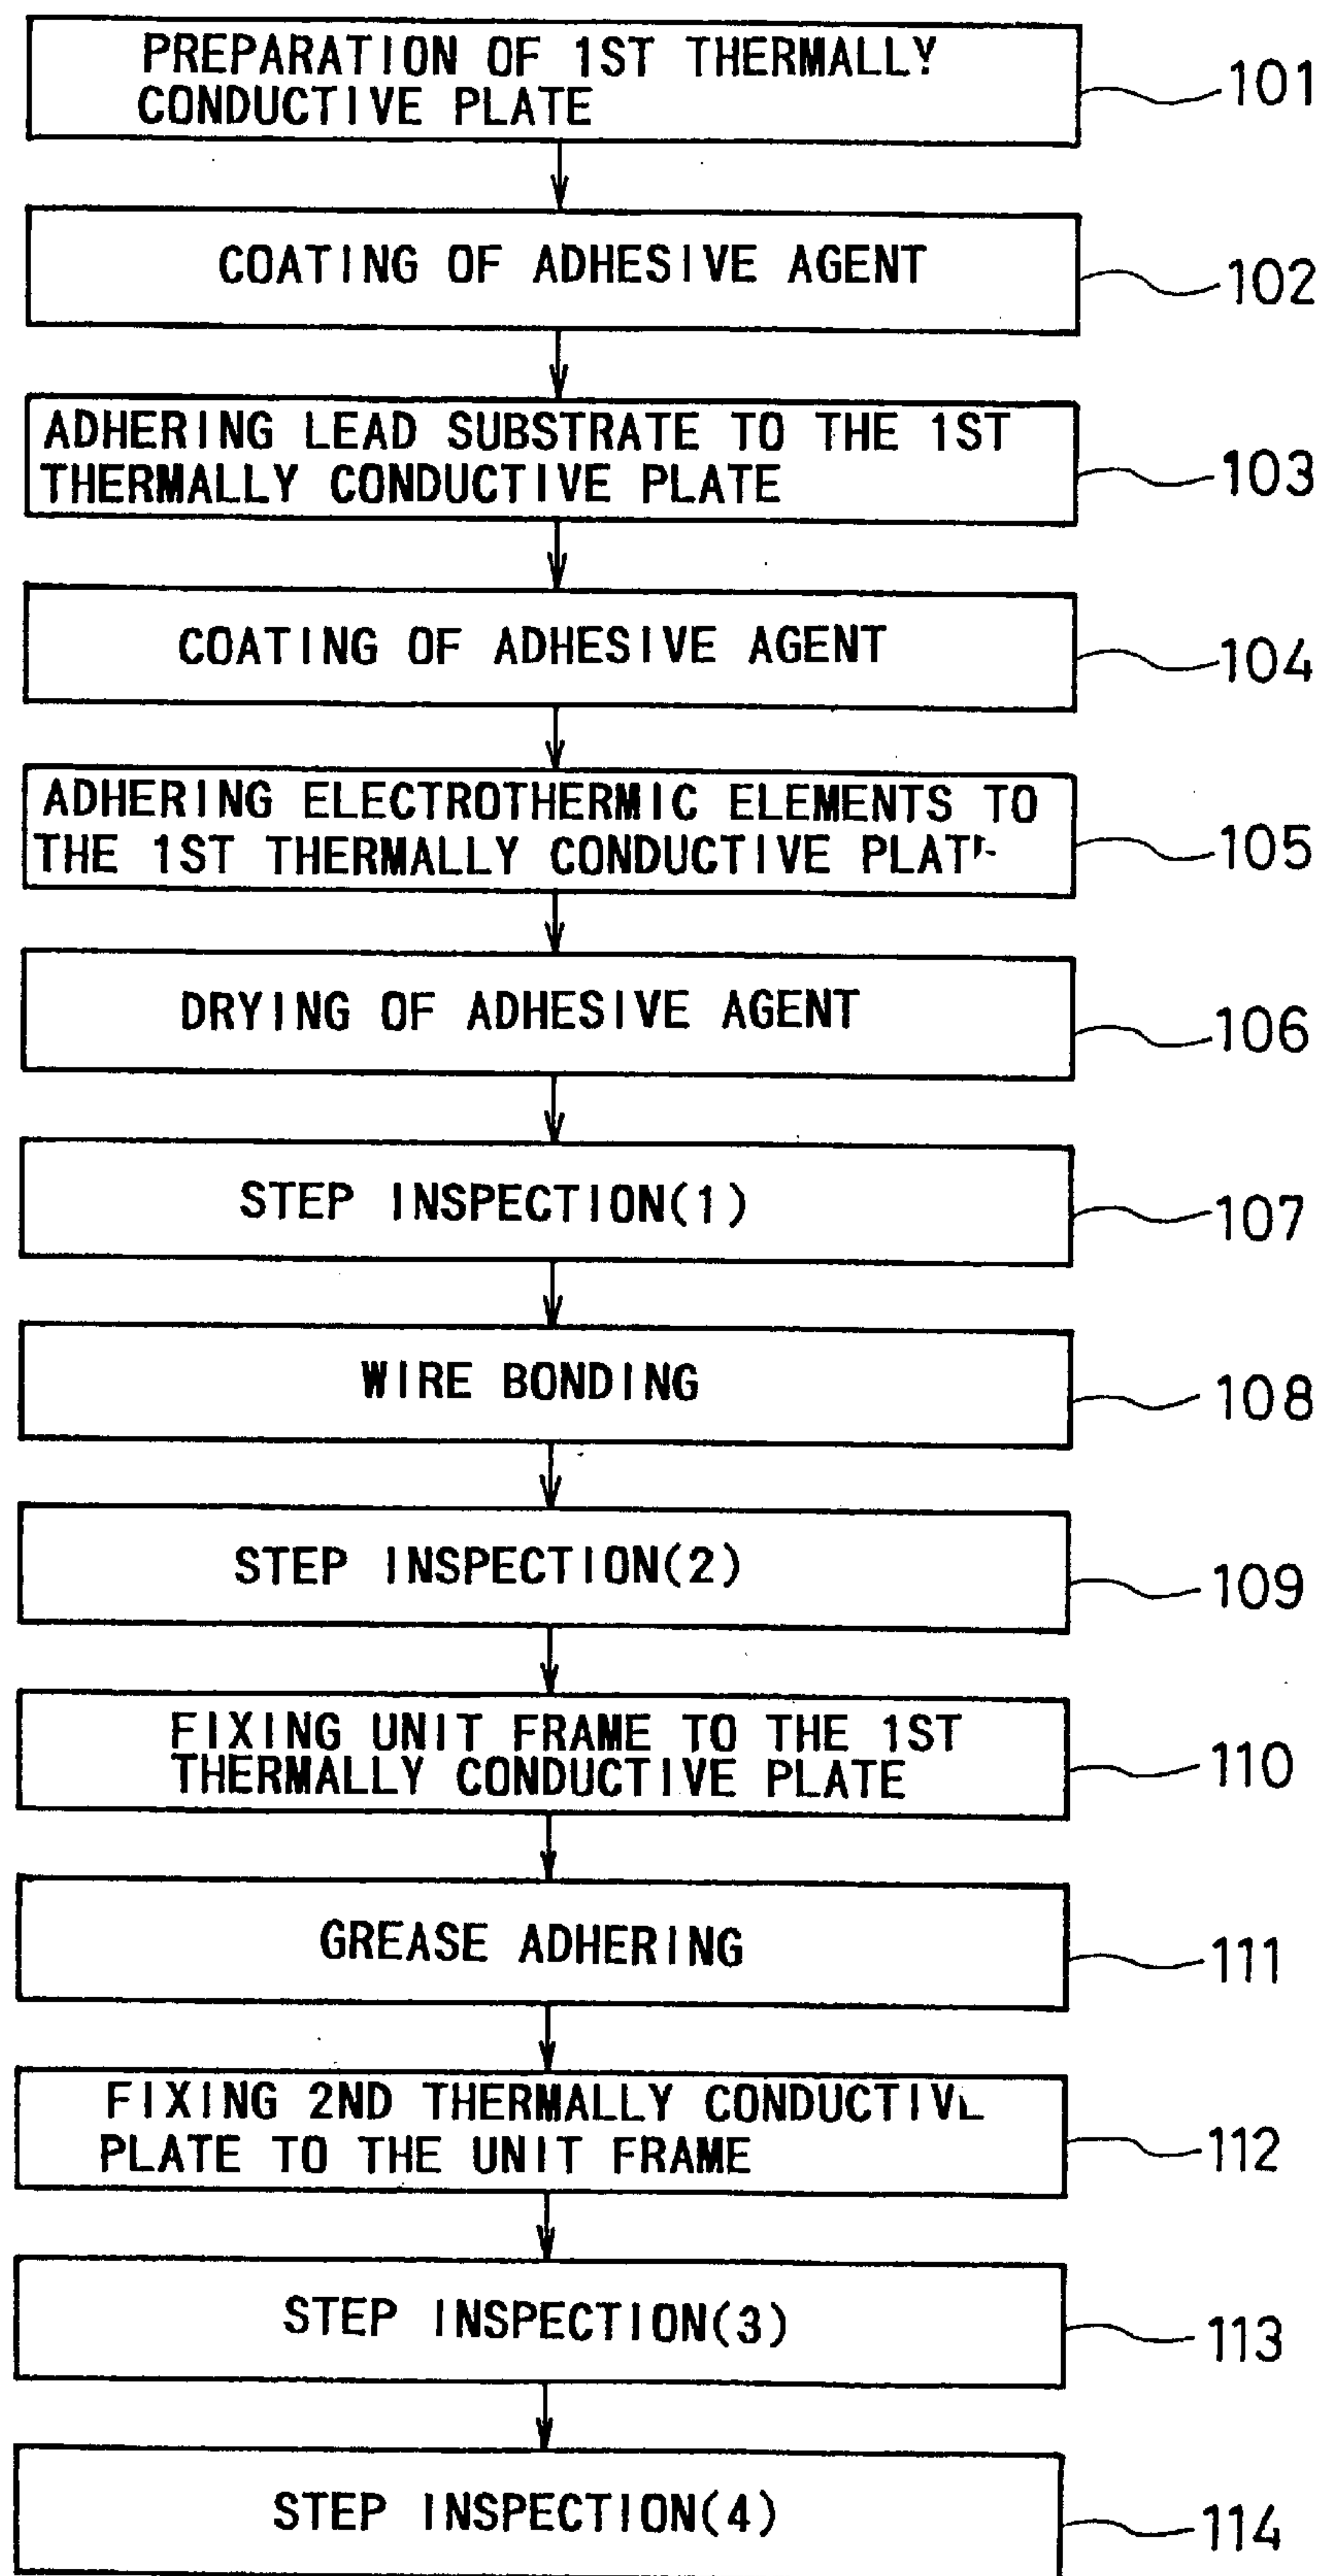 PREPARATION OF 1ST THERMALLY
CONDUCTIVE PLATE
101
COATING OF ADHESIVE AGENT
102
ADHERING LEAD SUBSTRATE TO THE 1ST
THERMALLY CONDUCTIVE PLATE
103
COATING OF ADHESIVE AGENT
104
ADHERING ELECTROTHERMIC ELEMENTS TO
THE 1ST THERMALLY CONDUCTIVE PLATE
105
DRYING OF ADHESIVE AGENT
106
STEP INSPECTION(1)
107
WIRE BONDING
108
STEP INSPECTION(2)
109
FIXING UNIT FRAME TO THE 1ST
THERMALLY CONDUCTIVE PLATE
110
GREASE ADHERING
111
FIXING 2ND THERMALLY CONDUCTIVE
PLATE TO THE UNIT FRAME
112
STEP INSPECTION(3)
113
STEP INSPECTION(4)
114